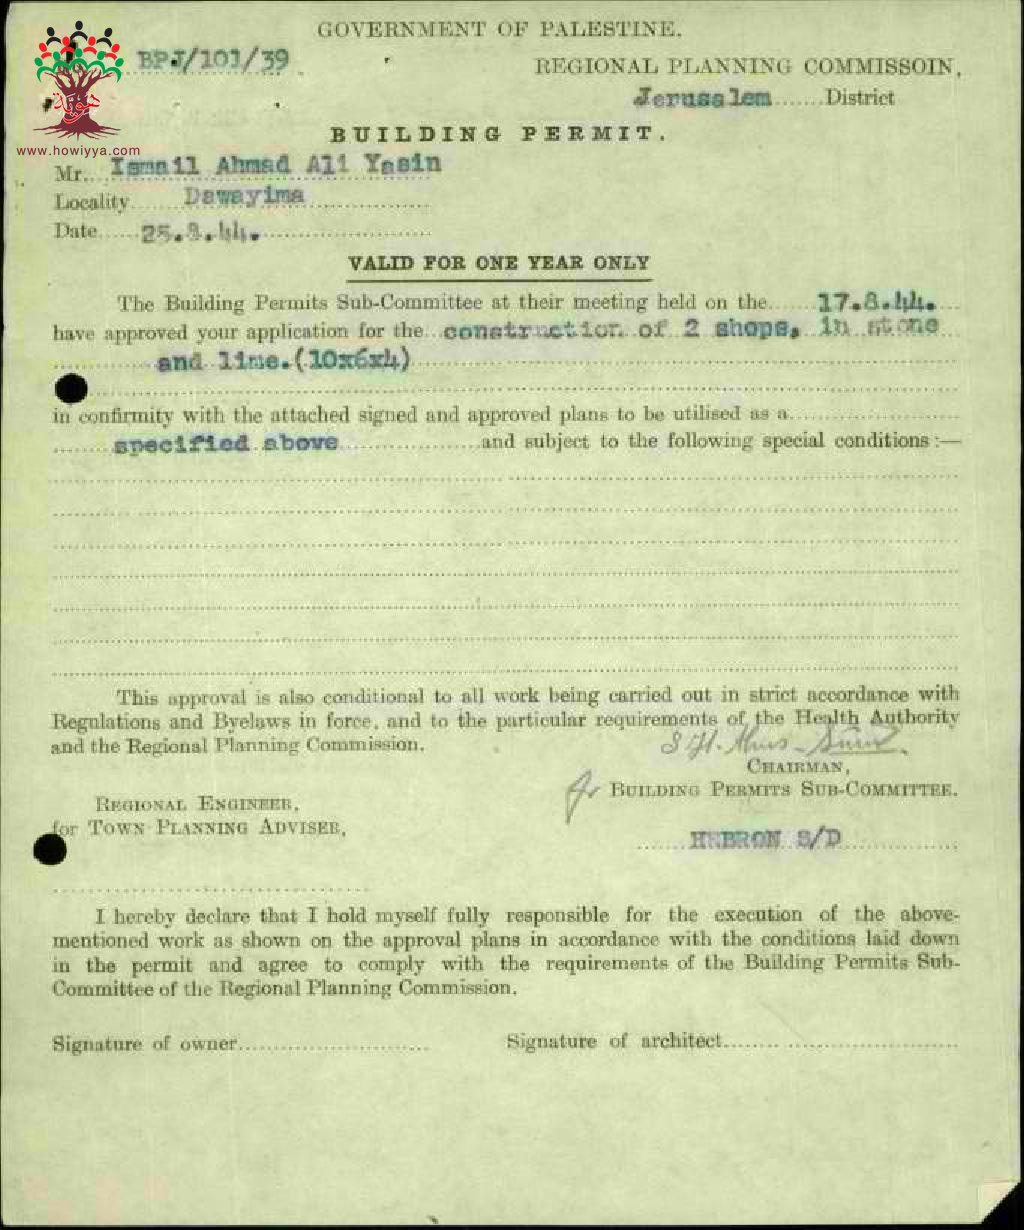 GOVERNMENT OF PALESTINE.
BPJ/101/39
REGIONAL PLANNING COMMISSOIN,
Jerusalem District
هوية
www.howiyya.com
BUILDING PERMIT.
Mr. Ismail Ahmad Ali Yasin
Locality Dawayima
Date 25.8.44.
VALID FOR ONE YEAR ONLY
The Building Permits Sub-Committee at their meeting held on the 17.8.44.
have approved your application for the construction of 2 shops, in stone
and lime.(10x6x4)
in confirmity with the attached signed and approved plans to be utilised as a
specified above and subject to the following special conditions :—
This approval is also conditional to all work being carried out in strict accordance with
Regulations and Byelaws in force, and to the particular requirements of the Health Authority
and the Regional Planning Commission.
CHAIRMAN,
for BUILDING PERMITS SUB-COMMITTEE.
REGIONAL ENGINEER,
for TOWN PLANNING ADVISER,
HEBRON S/D
I hereby declare that I hold myself fully responsible for the execution of the above-
mentioned work as shown on the approval plans in accordance with the conditions laid down
in the permit and agree to comply with the requirements of the Building Permits Sub-
Committee of the Regional Planning Commission.
Signature of owner
Signature of architect